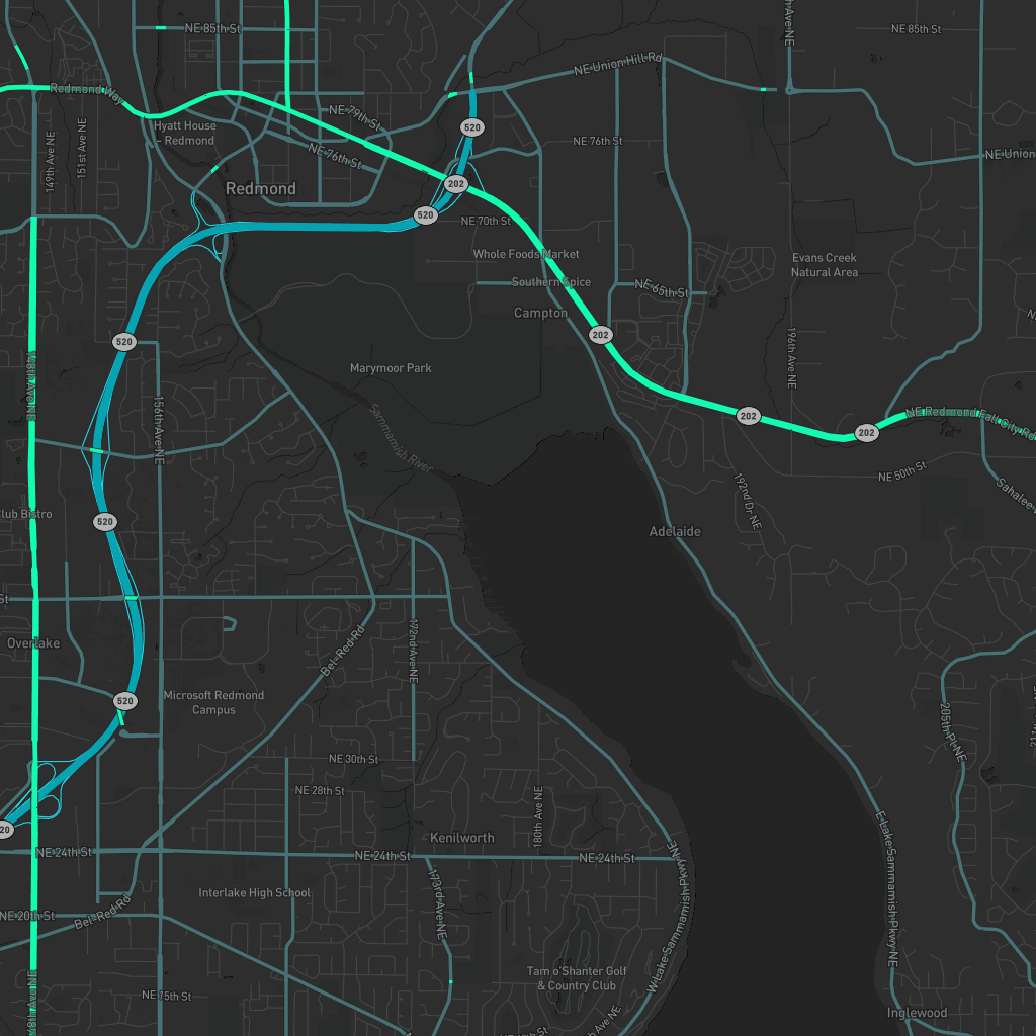 NE 85th St
NE 85th St
NE Union Hill Rd
Redmond Way
NE 79th St
Hyatt House
– Redmond
149th Ave NE
151st Ave NE
520
NE 76th St
NE 76th St
NE Union
Redmond
202
520
NE 70th St
Whole Foods Market
Evans Creek
Natural Area
Southern Spice
NE 65th St
Campton
202
520
196th Ave NE
Marymoor Park
148th Ave NE
156th Ave NE
Sammamish River
202
202
NE Redmond Fall City Rd
NE 50th St
192nd Dr NE
Club Bistro
520
Adelaide
St
Overlake
Bel-Red Rd
172nd Ave NE
Microsoft Redmond
Campus
520
205th Pl NE
NE 30th St
NE 28th St
180th Ave NE
20
Kenilworth
E Lake Sammamish Pkwy NE
NE 24th St
NE 24th St
NE 24th St
173rd Ave NE
Interlake High School
NE 20th St
Bel-Red Rd
W Lake Sammamish Pkwy NE
Tam o'Shanter Golf
& Country Club
NE 15th St
Inglewood